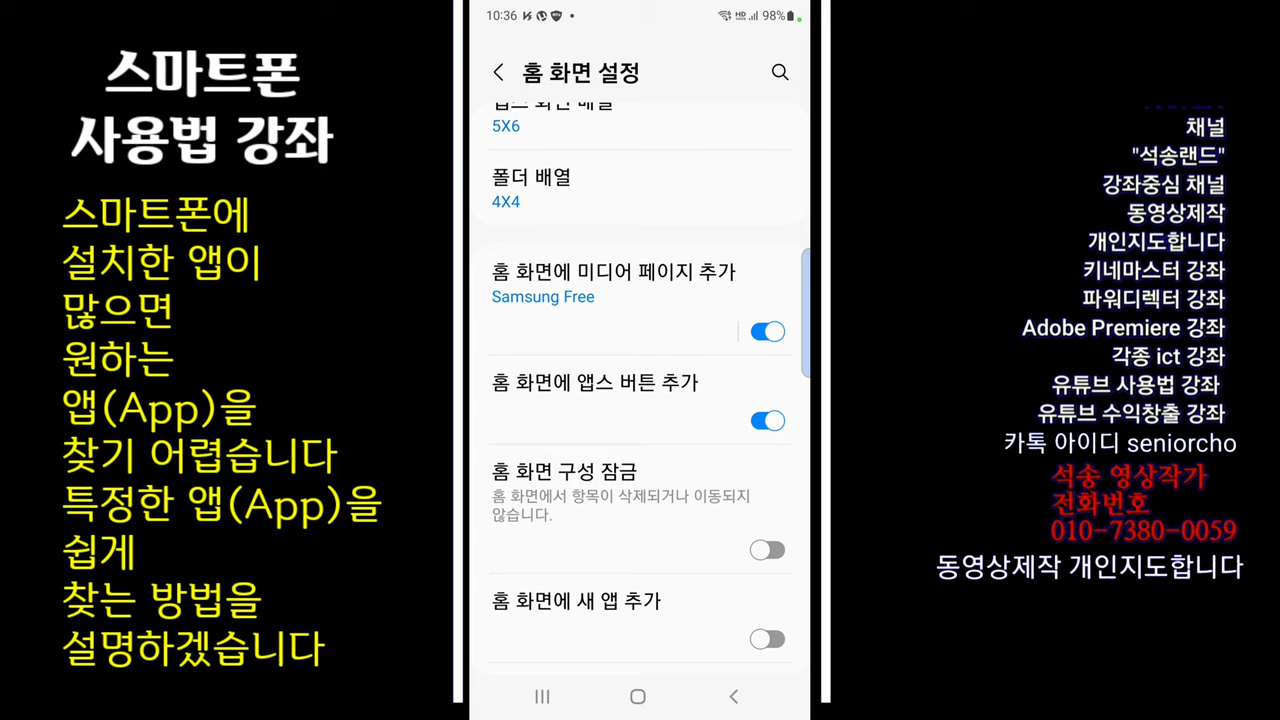 스마트폰
사용법 강좌
스마트폰에
설치한 앱이
많으면
원하는
앱(App)을
찾기 어렵습니다
특정한 앱(App)을
쉽게
찾는 방법을
설명하겠습니다
10:36
98%
홈 화면 설정
5X6
폴더 배열
4X4
홈 화면에 미디어 페이지 추가
Samsung Free
홈 화면에 앱스 버튼 추가
홈 화면 구성 잠금
홈 화면에서 항목이 삭제되거나 이동되지
않습니다.
홈 화면에 새 앱 추가
채널
"석송랜드"
강좌중심 채널
동영상제작
개인지도합니다
키네마스터 강좌
파워디렉터 강좌
Adobe Premiere 강좌
각종 ict 강좌
유튜브 사용법 강좌
유튜브 수익창출 강좌
카톡 아이디 seniorcho
석송 영상작가
전화번호
010-7380-0059
동영상제작 개인지도합니다